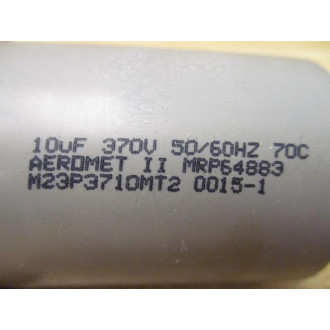 10uF 370V 50/60HZ 70C
AEROMET II MRP64883
M23P3710MT2 0015-1